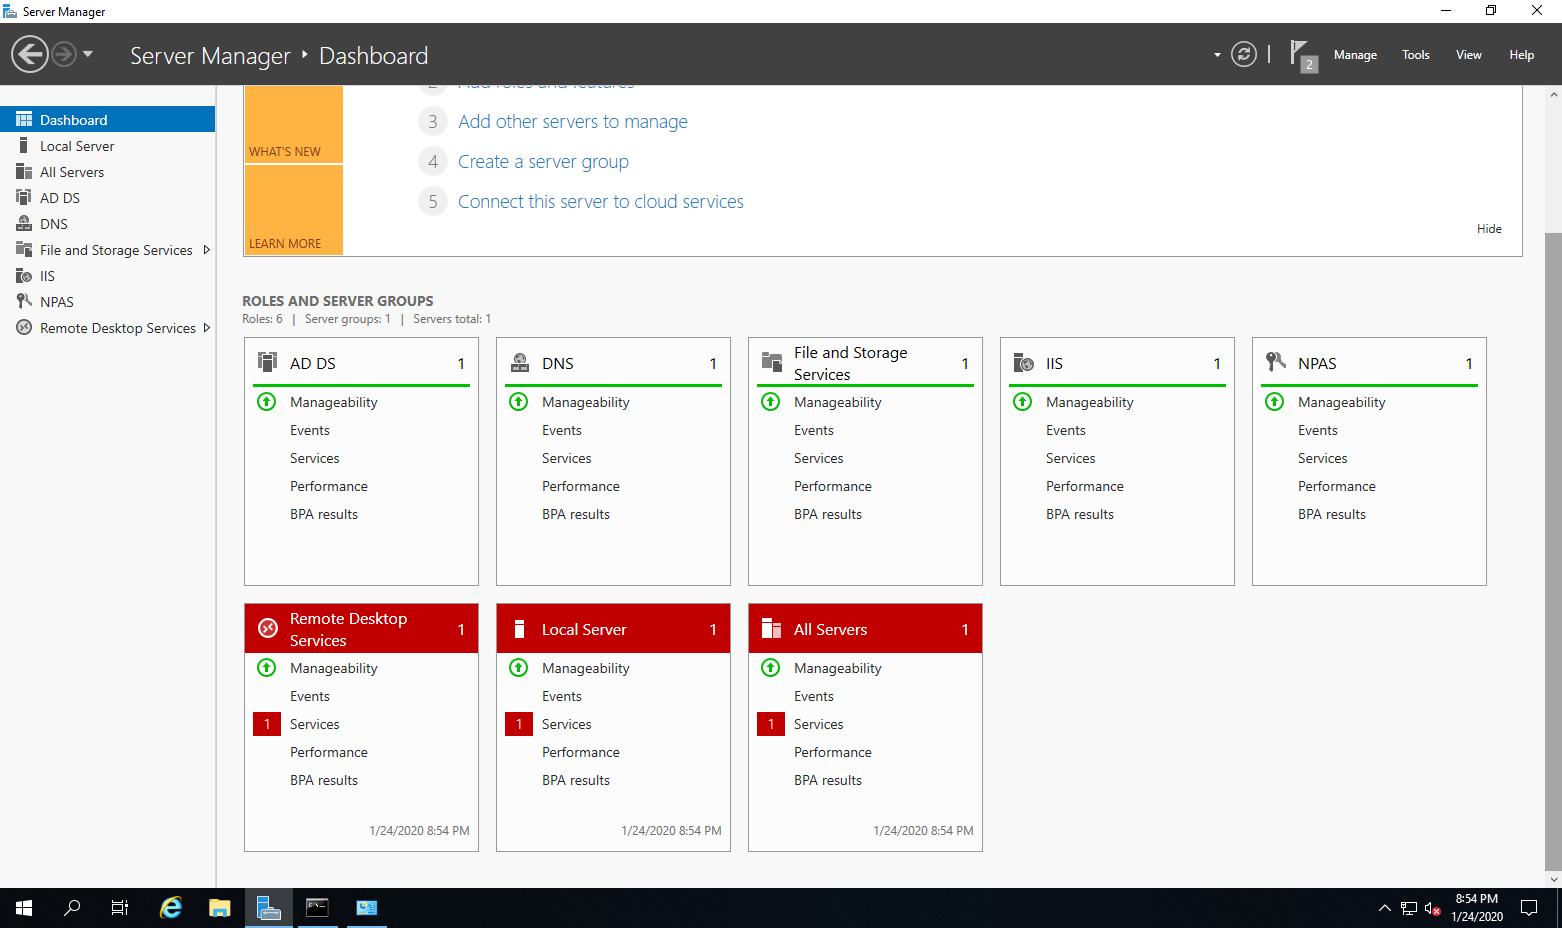 Server Manager
Server Manager ‣ Dashboard
2
Manage
Tools
View
Help
Dashboard
Local Server
All Servers
AD DS
DNS
File and Storage Services
IIS
NPAS
Remote Desktop Services
WHAT'S NEW
LEARN MORE
2 Add roles and features
3 Add other servers to manage
4 Create a server group
5 Connect this server to cloud services
Hide
ROLES AND SERVER GROUPS
Roles: 6 | Server groups: 1 | Servers total: 1
AD DS 1
Manageability
Events
Services
Performance
BPA results
DNS 1
Manageability
Events
Services
Performance
BPA results
File and Storage
Services 1
Manageability
Events
Services
Performance
BPA results
IIS 1
Manageability
Events
Services
Performance
BPA results
NPAS 1
Manageability
Events
Services
Performance
BPA results
Remote Desktop
Services 1
Manageability
Events
1 Services
Performance
BPA results
1/24/2020 8:54 PM
Local Server 1
Manageability
Events
1 Services
Performance
BPA results
1/24/2020 8:54 PM
All Servers 1
Manageability
Events
1 Services
Performance
BPA results
1/24/2020 8:54 PM
8:54 PM
1/24/2020